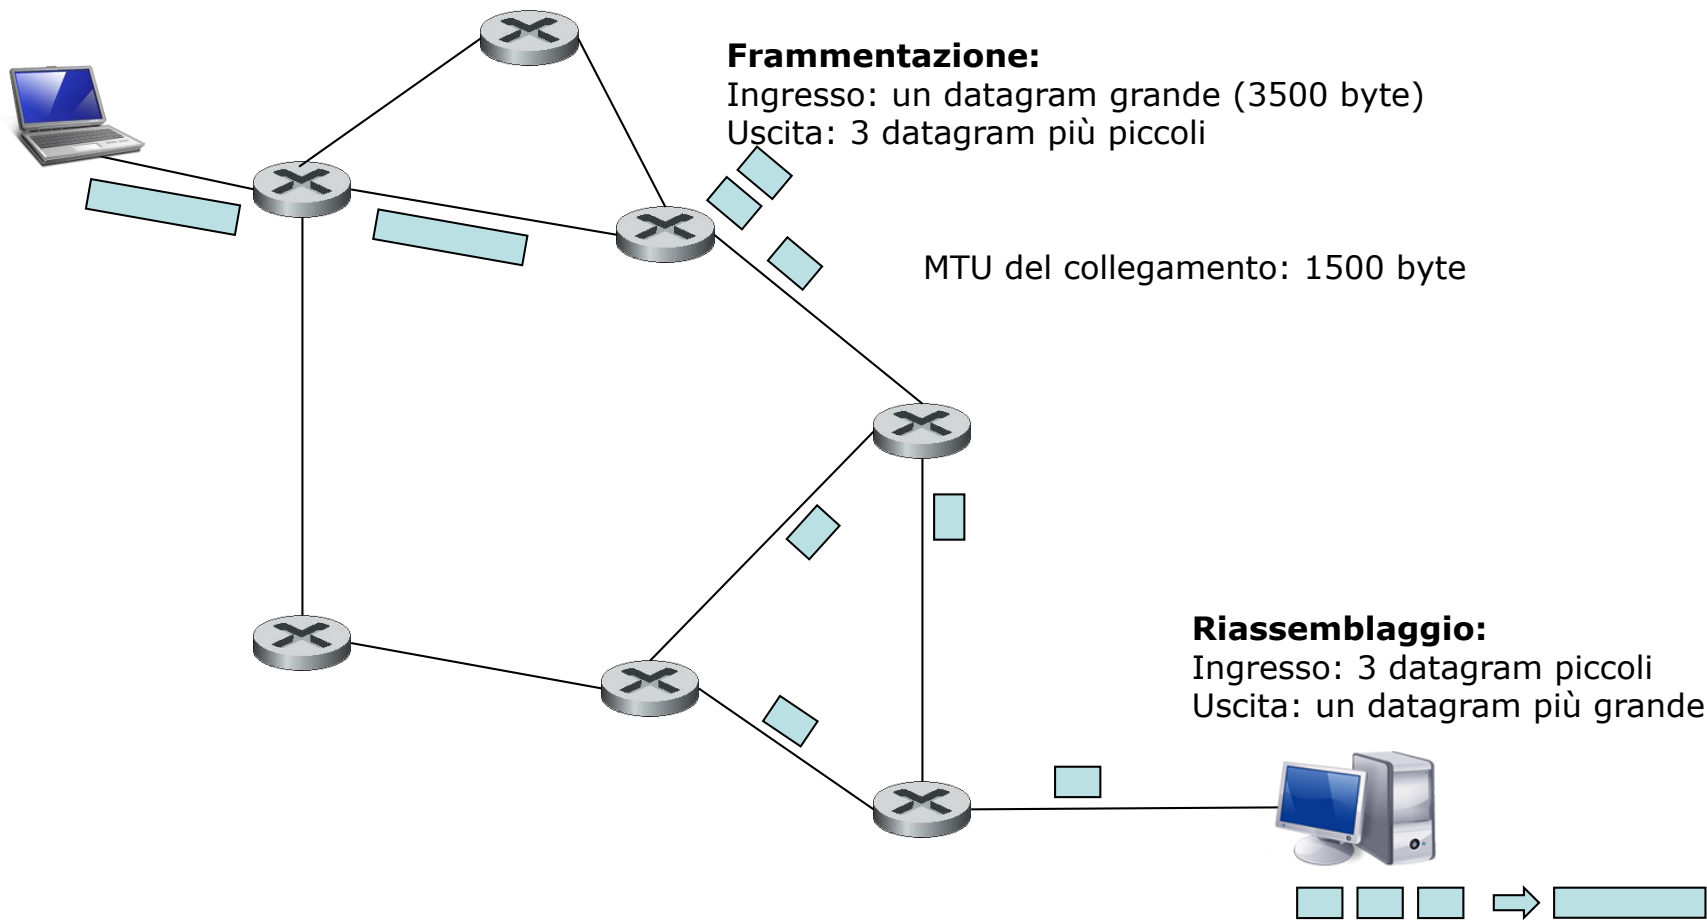 Frammentazione:
Ingresso: un datagram grande (3500 byte)
Uscita: 3 datagram più piccoli
MTU del collegamento: 1500 byte
Riassemblaggio:
Ingresso: 3 datagram piccoli
Uscita: un datagram più grande